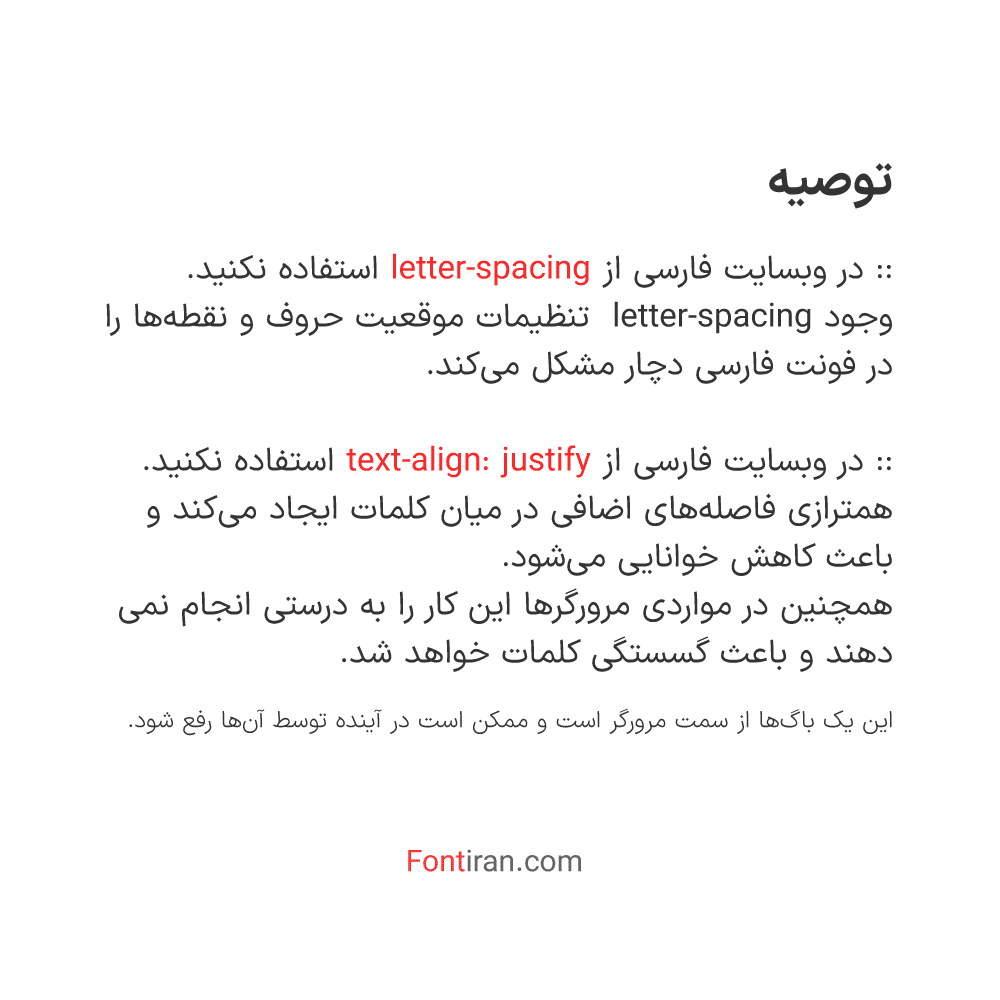 توصیه
:: در وبسایت فارسی از letter-spacing استفاده نکنید.
وجود letter-spacing تنظیمات موقعیت حروف و نقطه‌ها را
در فونت فارسی دچار مشکل می‌کند.
:: در وبسایت فارسی از text-align: justify استفاده نکنید.
همترازی فاصله‌های اضافی در میان کلمات ایجاد می‌کند و
باعث کاهش خوانایی می‌شود.
همچنین در مواردی مرورگرها این کار را به درستی انجام نمی
دهند و باعث گسستگی کلمات خواهد شد.
این یک باگ‌ها از سمت مرورگر است و ممکن است در آینده توسط آن‌ها رفع شود.
Fontiran.com